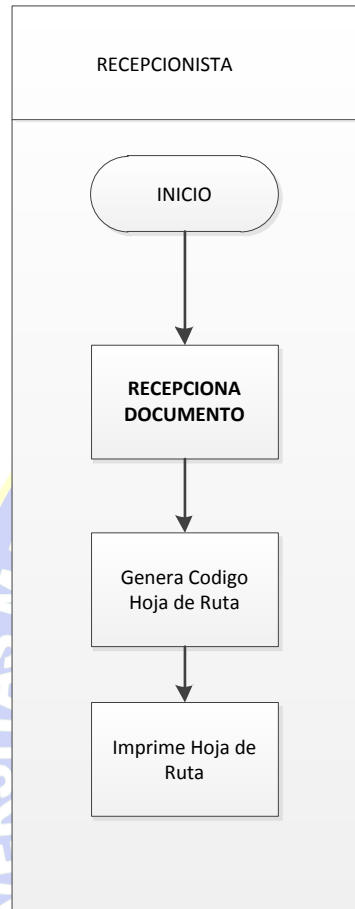 RECEPCIONISTA
INICIO
RECEPCIONA
DOCUMENTO
Genera Codigo
Hoja de Ruta
Imprime Hoja de
Ruta